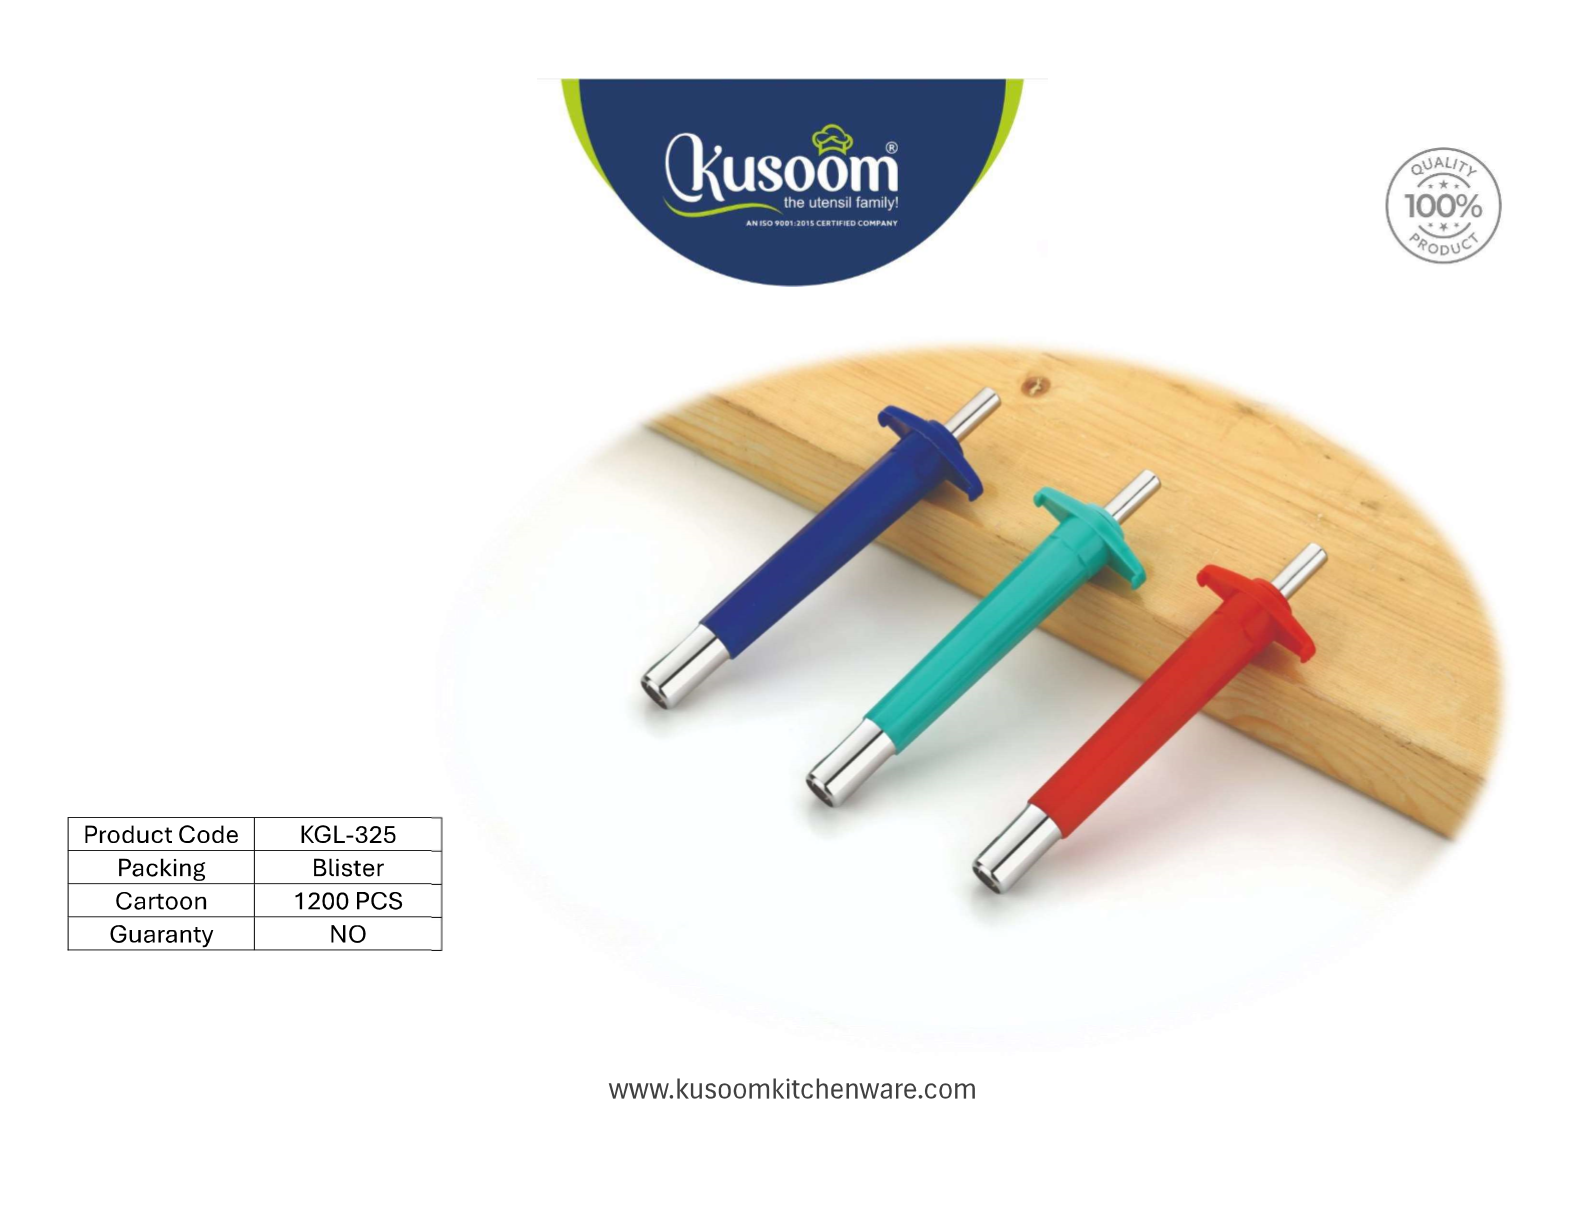 Kusoom®
the utensil family!
AN ISO 9001:2015 CERTIFIED COMPANY
QUALITY
100%
PRODUCT
Product Code KGL-325
Packing Blister
Cartoon 1200 PCS
Guaranty NO
www.kusoomkitchenware.com